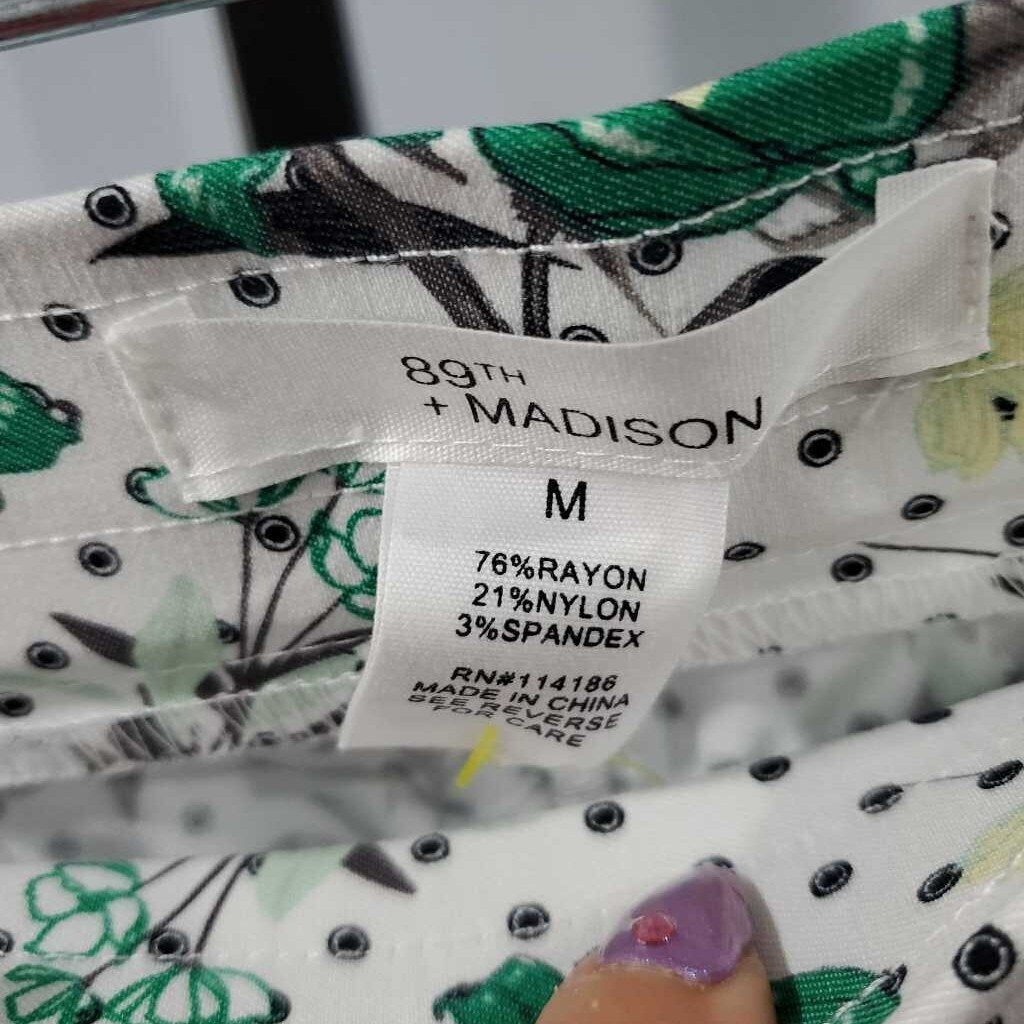 89TH
+ MADISON
M
76%RAYON
21%NYLON
3%SPANDEX
RN#114186
MADE IN CHINA
SEE REVERSE
FOR CARE